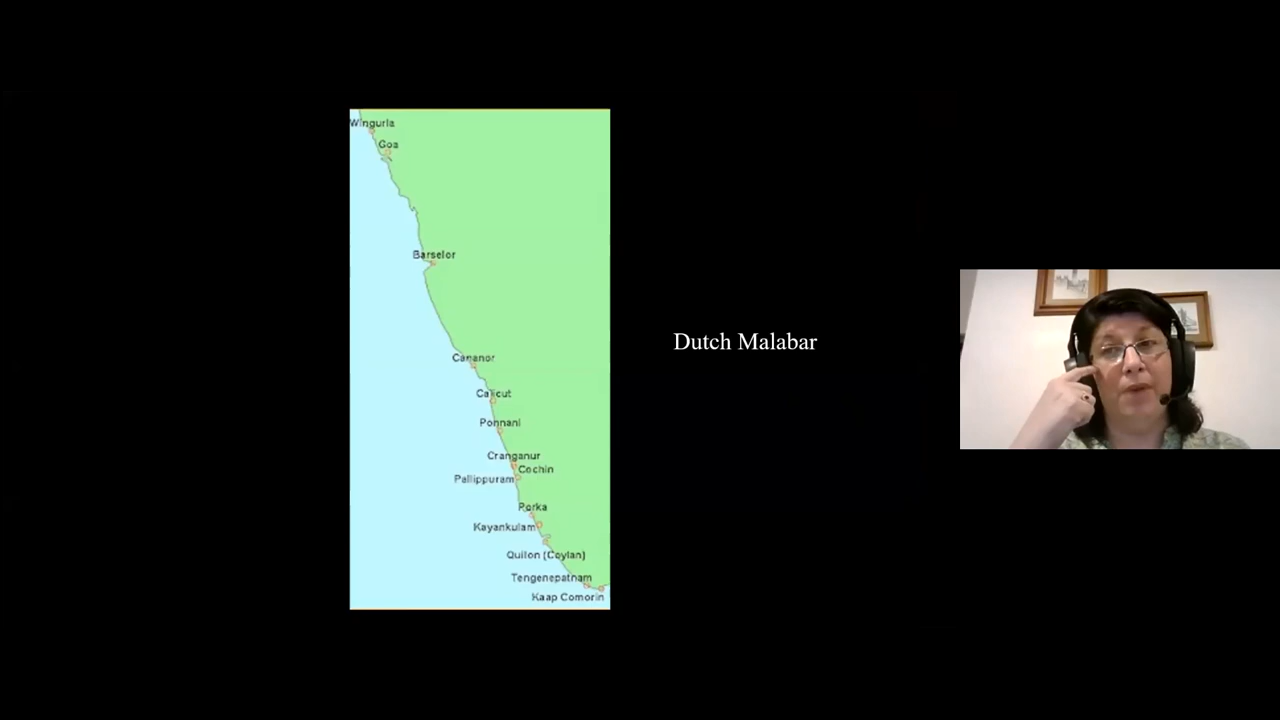 Wingurla
Goa
Barselor
Cananor
Calicut
Ponnani
Cranganur
Cochin
Pallippuram
Porka
Kayankulam
Quilon (Coylan)
Tengenepatnam
Kaap Comorin
Dutch Malabar